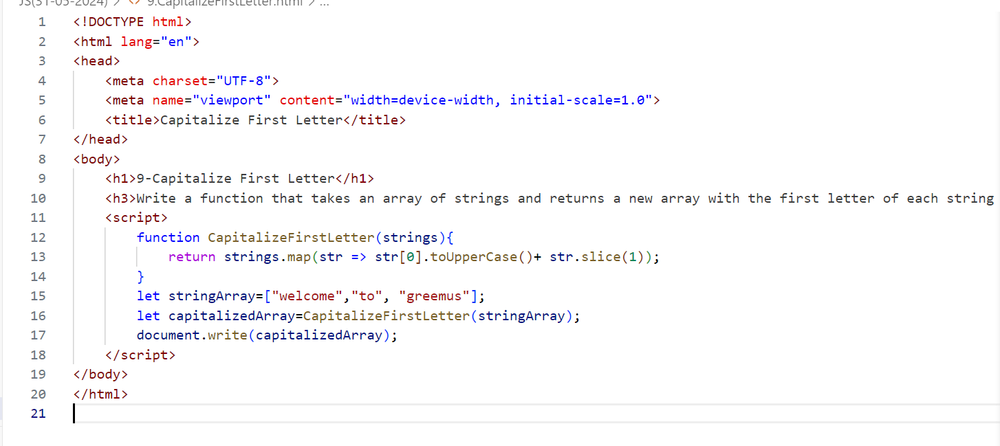 JS(31-05-2024) > <> 9.CapitalizeFirstLetter.html > ...
1 <!DOCTYPE html>
2 <html lang="en">
3 <head>
4     <meta charset="UTF-8">
5     <meta name="viewport" content="width=device-width, initial-scale=1.0">
6     <title>Capitalize First Letter</title>
7 </head>
8 <body>
9     <h1>9-Capitalize First Letter</h1>
10     <h3>Write a function that takes an array of strings and returns a new array with the first letter of each string
11     <script>
12         function CapitalizeFirstLetter(strings){
13             return strings.map(str => str[0].toUpperCase()+ str.slice(1));
14         }
15         let stringArray=["welcome","to", "greemus"];
16         let capitalizedArray=CapitalizeFirstLetter(stringArray);
17         document.write(capitalizedArray);
18     </script>
19 </body>
20 </html>
21